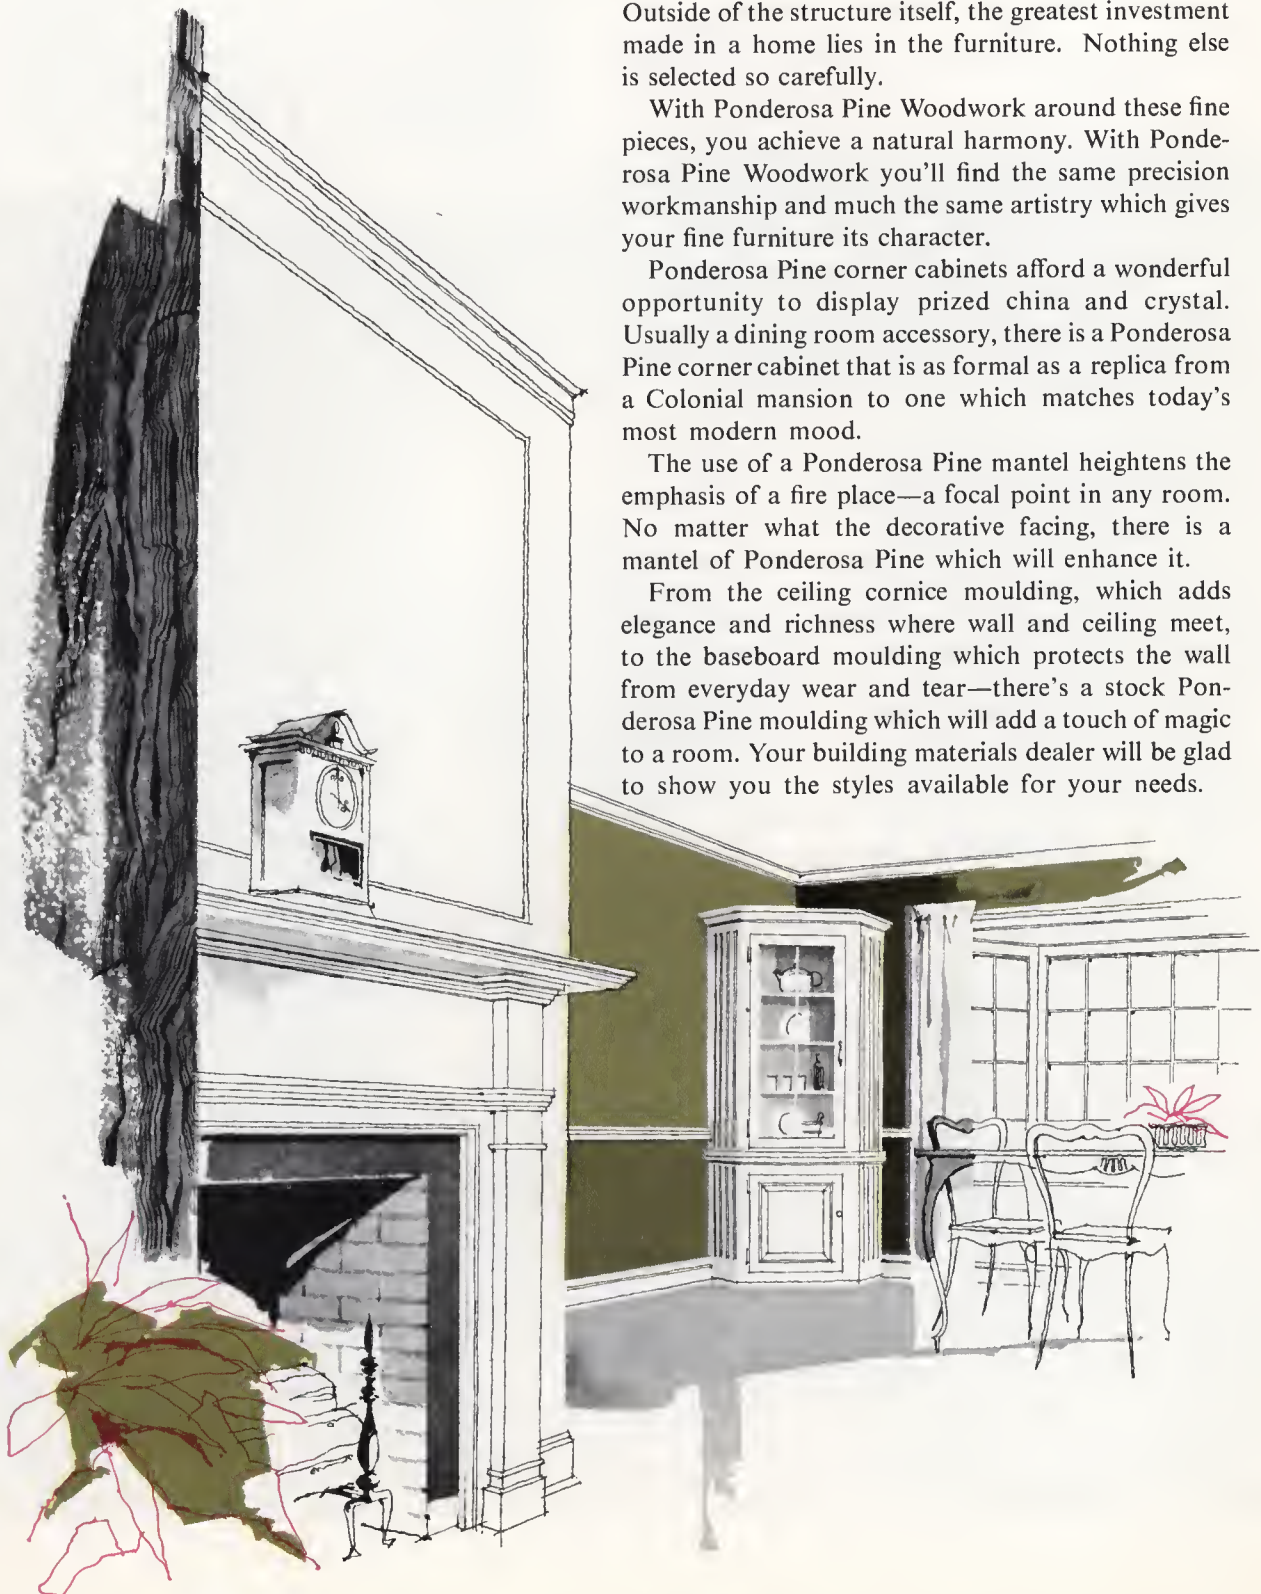 Outside of the structure itself, the greatest investment
made in a home lies in the furniture. Nothing else
is selected so carefully.
With Ponderosa Pine Woodwork around these fine
pieces, you achieve a natural harmony. With Ponde-
rosa Pine Woodwork you'll find the same precision
workmanship and much the same artistry which gives
your fine furniture its character.
Ponderosa Pine corner cabinets afford a wonderful
opportunity to display prized china and crystal.
Usually a dining room accessory, there is a Ponderosa
Pine corner cabinet that is as formal as a replica from
a Colonial mansion to one which matches today's
most modern mood.
The use of a Ponderosa Pine mantel heightens the
emphasis of a fire place—a focal point in any room.
No matter what the decorative facing, there is a
mantel of Ponderosa Pine which will enhance it.
From the ceiling cornice moulding, which adds
elegance and richness where wall and ceiling meet,
to the baseboard moulding which protects the wall
from everyday wear and tear—there's a stock Pon-
derosa Pine moulding which will add a touch of magic
to a room. Your building materials dealer will be glad
to show you the styles available for your needs.